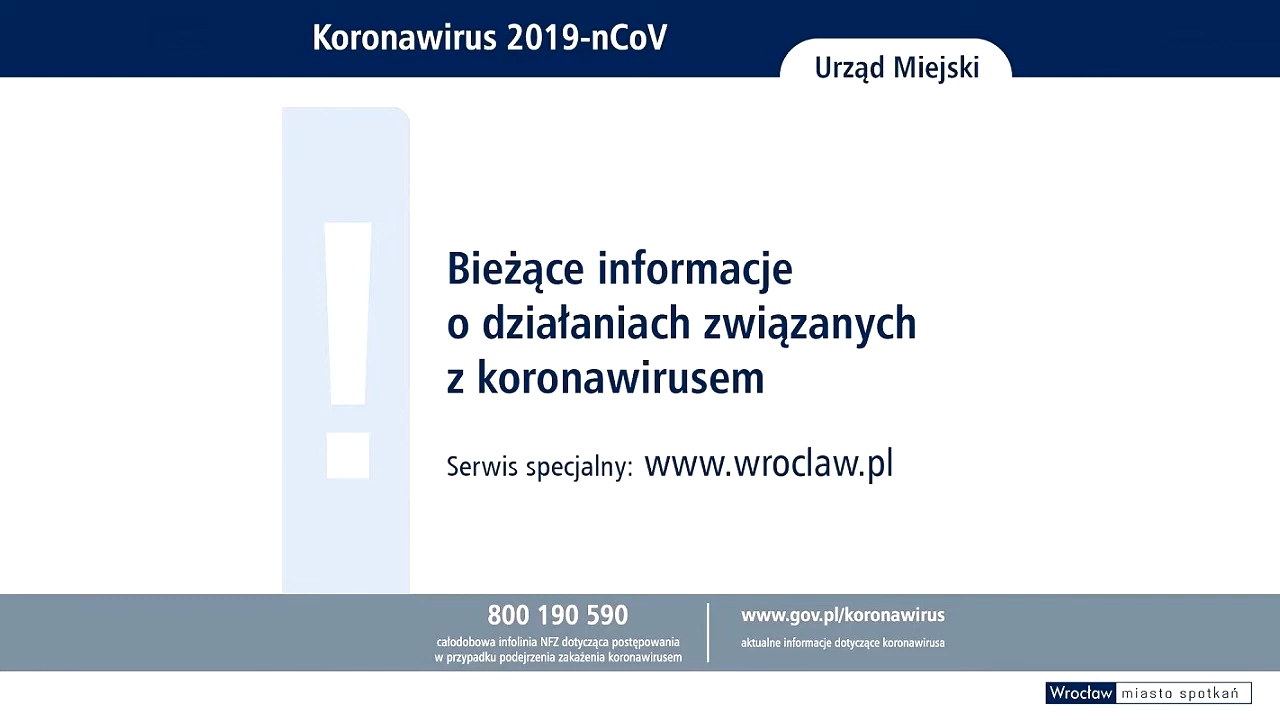 Koronawirus 2019-nCoV
Urząd Miejski
!
Bieżące informacje
o działaniach związanych
z koronawirusem
Serwis specjalny: www.wroclaw.pl
800 190 590
całodobowa infolinia NFZ dotycząca postępowania
w przypadku podejrzenia zakażenia koronawirusem
www.gov.pl/koronawirus
aktualne informacje dotyczące koronawirusa
Wrocław miasto spotkań